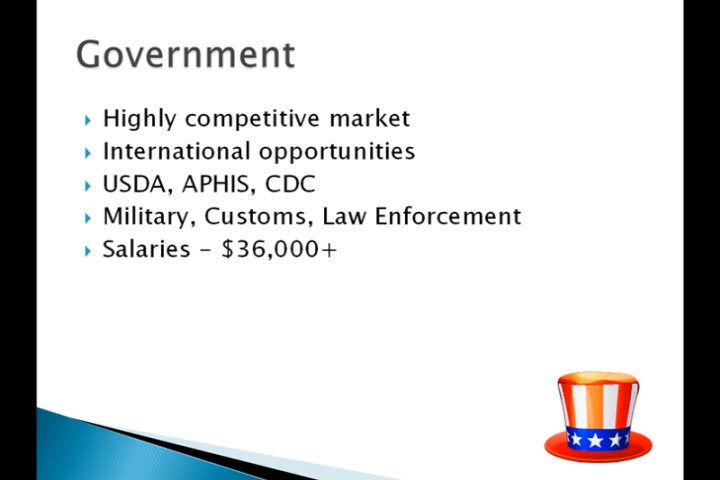 Government
Highly competitive market
International opportunities
USDA, APHIS, CDC
Military, Customs, Law Enforcement
Salaries – $36,000+